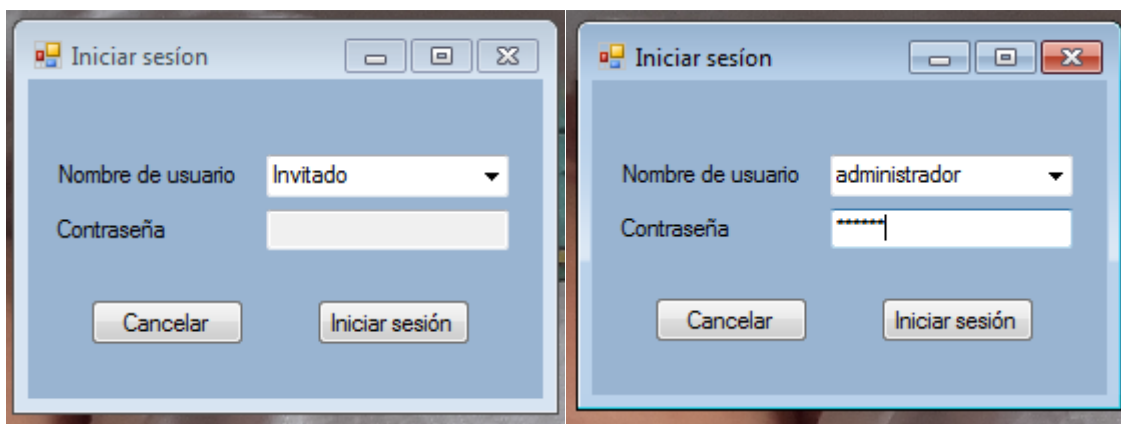 Iniciar sesíon
Nombre de usuario Invitado
Contraseña
Cancelar Iniciar sesión
Iniciar sesíon
Nombre de usuario administrador
Contraseña ******
Cancelar Iniciar sesión